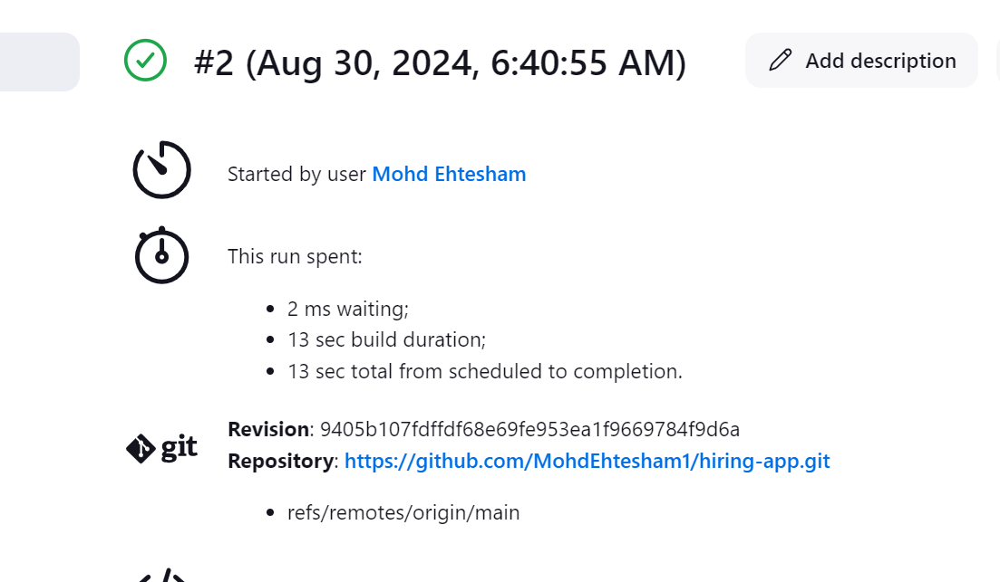 #2 (Aug 30, 2024, 6:40:55 AM)
Add description
Started by user Mohd Ehtesham
This run spent:
2 ms waiting;
13 sec build duration;
13 sec total from scheduled to completion.
git
Revision: 9405b107fdffdf68e69fe953ea1f9669784f9d6a
Repository: https://github.com/MohdEhtesham1/hiring-app.git
refs/remotes/origin/main